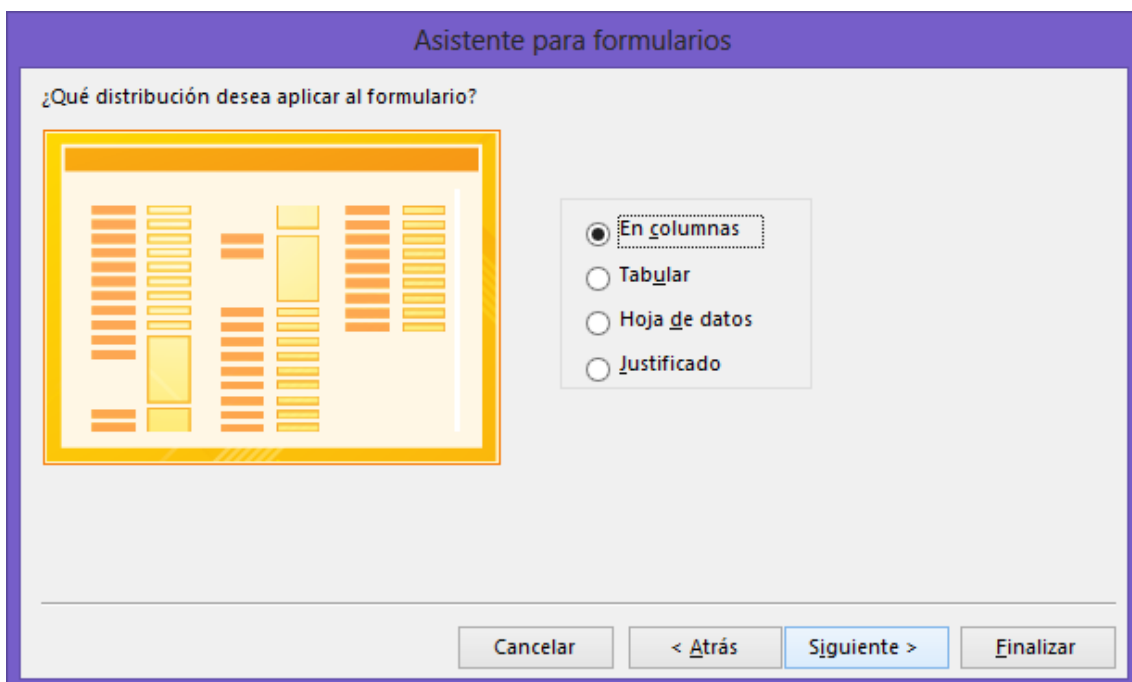 Asistente para formularios
¿Qué distribución desea aplicar al formulario?
En columnas
Tabular
Hoja de datos
Justificado
Cancelar
< Atrás
Siguiente >
Finalizar